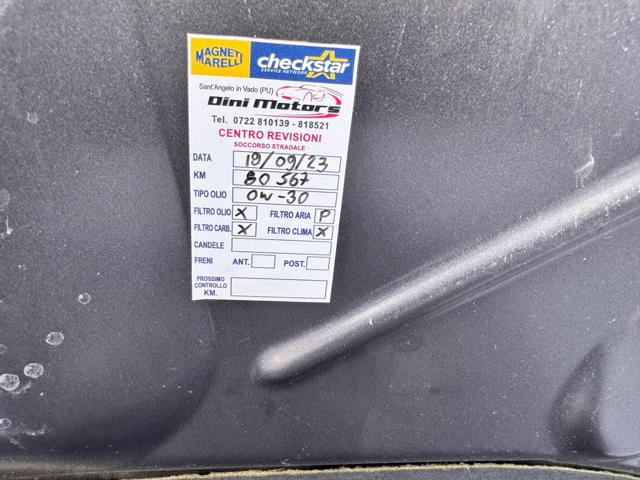 MAGNETI MARELLI checkstar
SERVICE NETWORK
Sant'Angelo in Vado (PU)
Dini Motors
Tel. 0722 810139 - 818521
CENTRO REVISIONI
SOCCORSO STRADALE
DATA 19/09/23
KM 80 567
TIPO OLIO 0W-30
FILTRO OLIO X FILTRO ARIA P
FILTRO CARB. X FILTRO CLIMA X
CANDELE
FRENI ANT. POST.
PROSSIMO CONTROLLO KM.